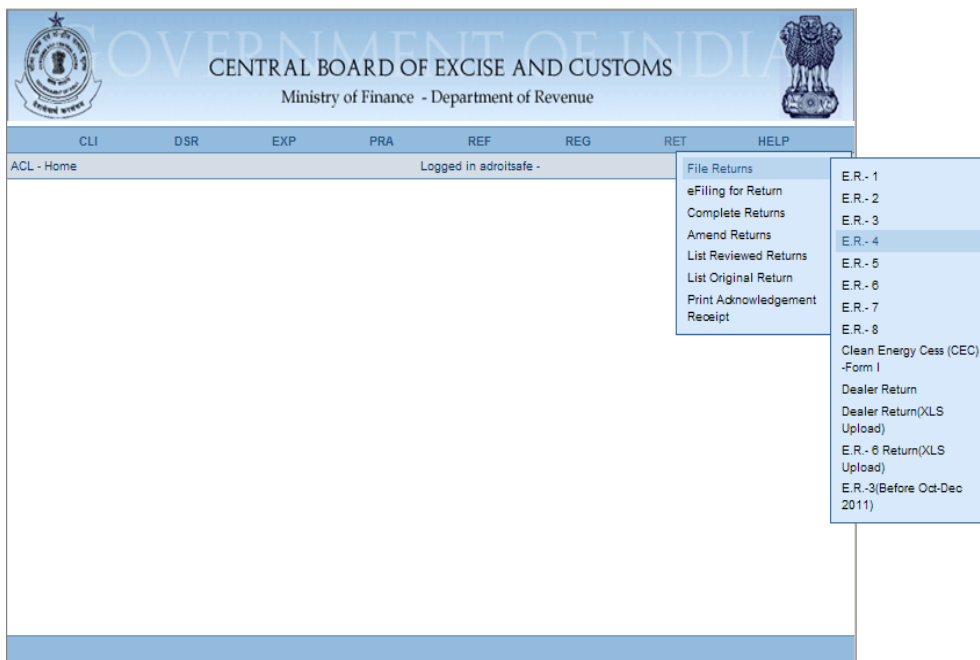 GOVERNMENT OF INDIA
CENTRAL BOARD OF EXCISE AND CUSTOMS
Ministry of Finance - Department of Revenue
CLI DSR EXP PRA REF REG RET HELP
ACL - Home Logged in adroitsafe -
File Returns
eFiling for Return
Complete Returns
Amend Returns
List Reviewed Returns
List Original Return
Print Adknowledgement
Receipt
E.R.- 1
E.R.- 2
E.R.- 3
E.R.- 4
E.R.- 5
E.R.- 6
E.R.- 7
E.R.- 8
Clean Energy Cess (CEC)
-Form I
Dealer Return
Dealer Return(XLS
Upload)
E.R.- 6 Return(XLS
Upload)
E.R.-3(Before Oct-Dec
2011)